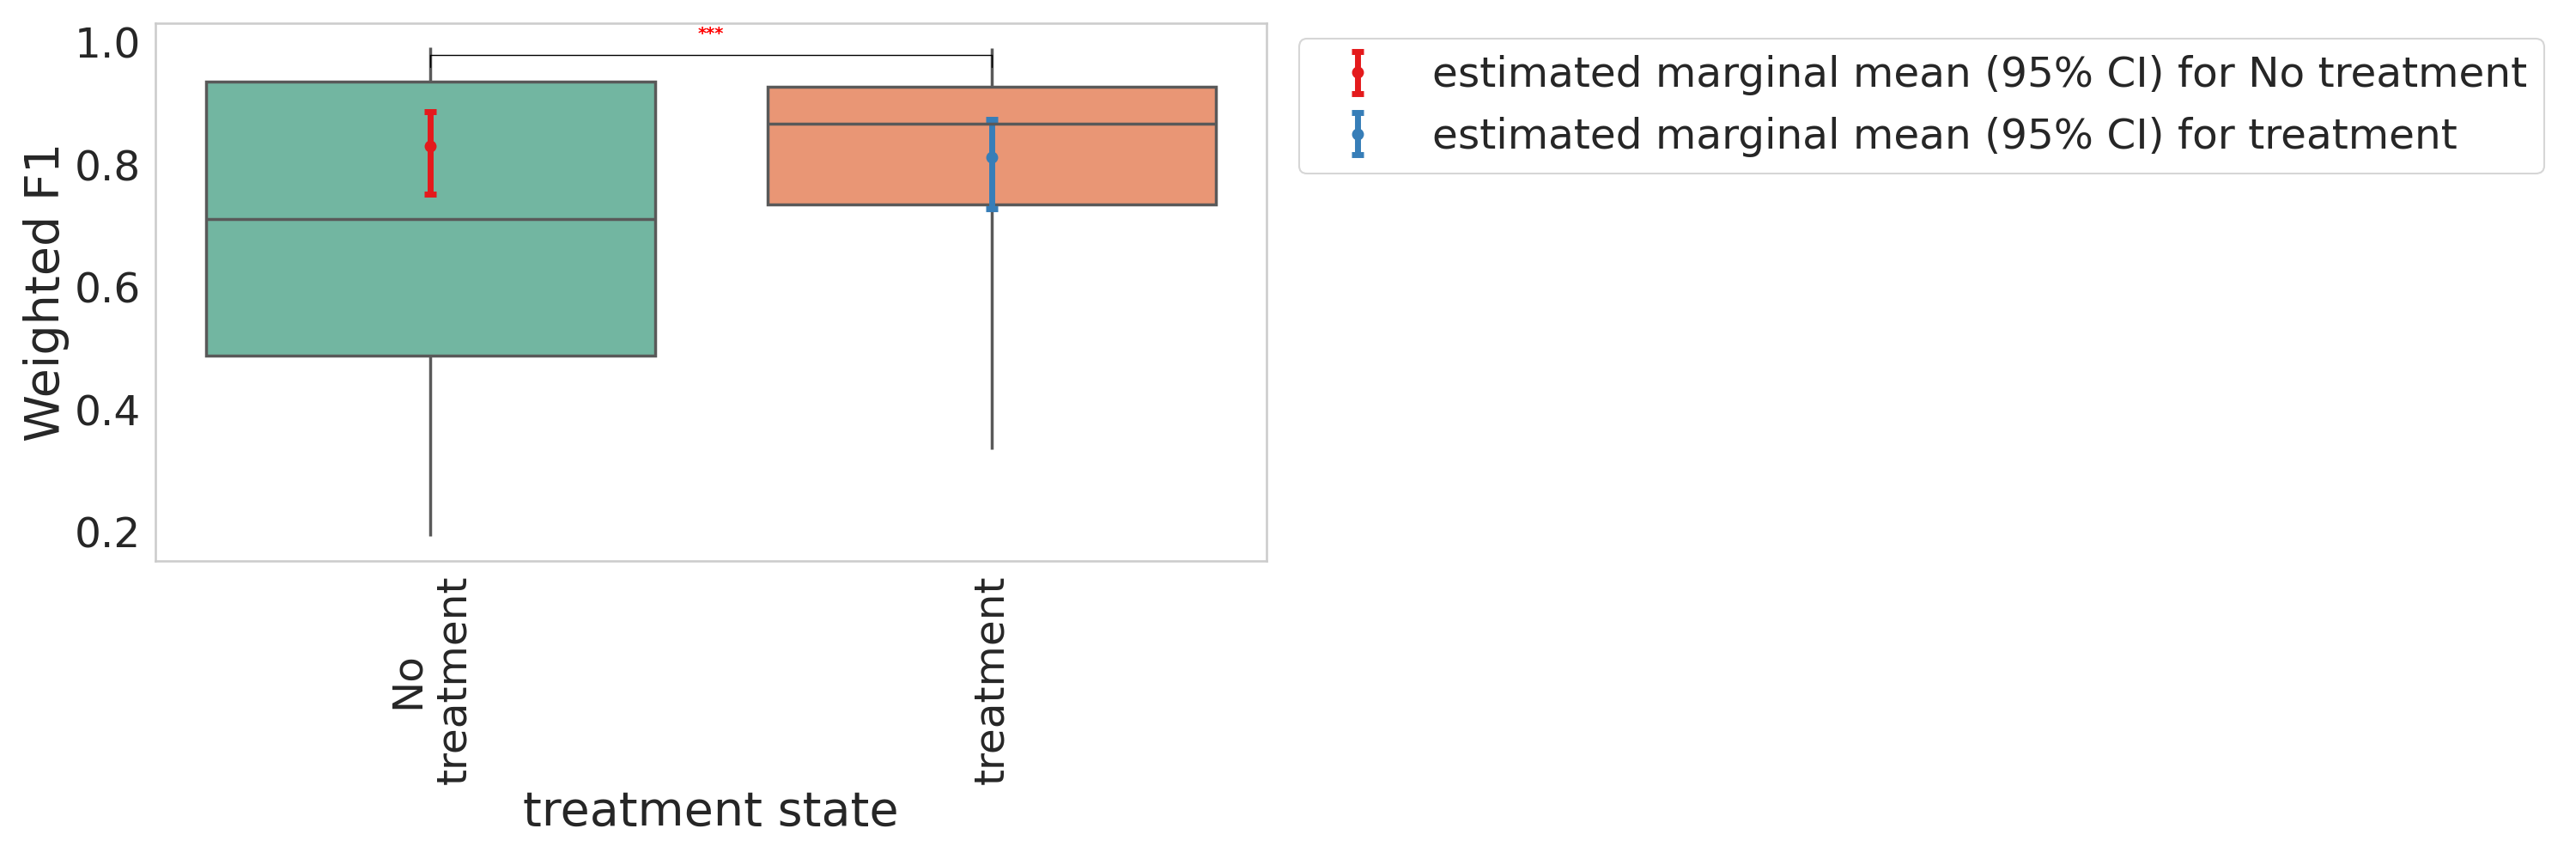 ***
estimated marginal mean (95% CI) for No treatment
estimated marginal mean (95% CI) for treatment
Weighted F1
1.0
0.8
0.6
0.4
0.2
No
treatment
treatment
treatment state